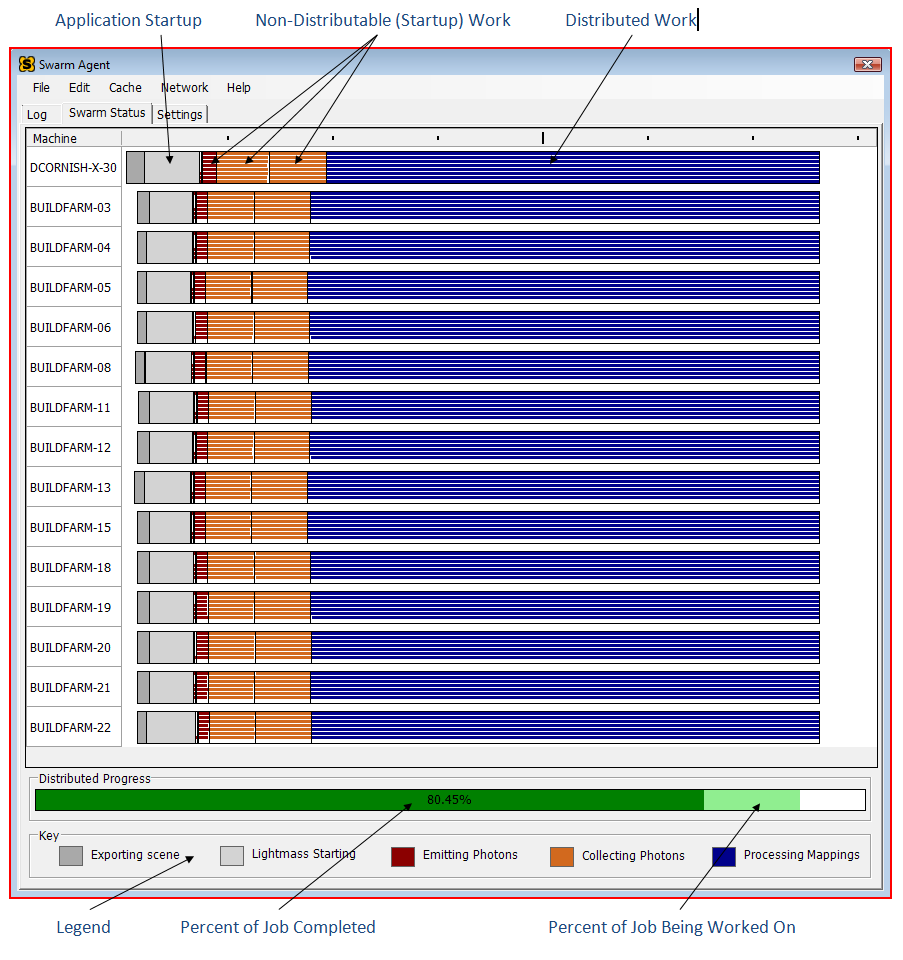 Application Startup Non-Distributable (Startup) Work Distributed Work
Swarm Agent
File Edit Cache Network Help
Log Swarm Status Settings
Machine
DCORNISH-X-30
BUILDFARM-03
BUILDFARM-04
BUILDFARM-05
BUILDFARM-06
BUILDFARM-08
BUILDFARM-11
BUILDFARM-12
BUILDFARM-13
BUILDFARM-15
BUILDFARM-18
BUILDFARM-19
BUILDFARM-20
BUILDFARM-21
BUILDFARM-22
Distributed Progress
80.45%
Key
Exporting scene Lightmass Starting Emitting Photons Collecting Photons Processing Mappings
Legend Percent of Job Completed Percent of Job Being Worked On